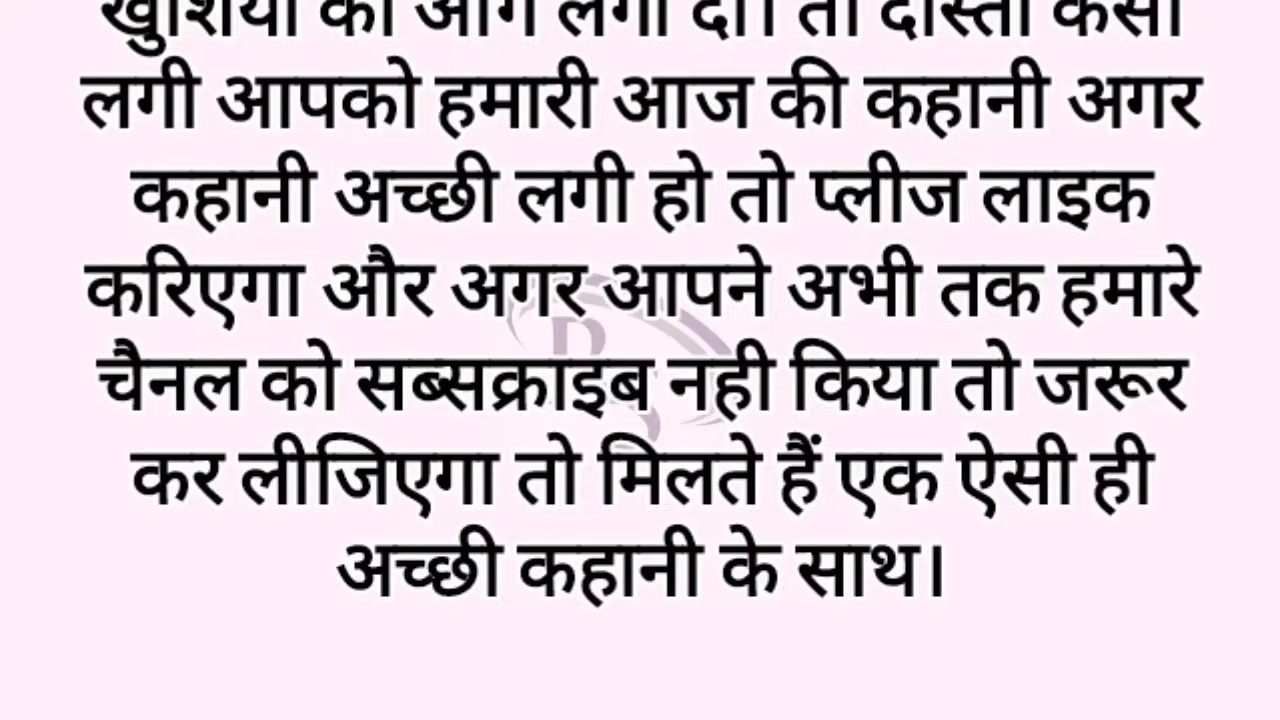 खुशियों को आग लगा दी। तो दोस्तों कैसी
लगी आपको हमारी आज की कहानी अगर
कहानी अच्छी लगी हो तो प्लीज लाइक
करिएगा और अगर आपने अभी तक हमारे
चैनल को सब्सक्राइब नही किया तो जरूर
कर लीजिएगा तो मिलते हैं एक ऐसी ही
अच्छी कहानी के साथ।